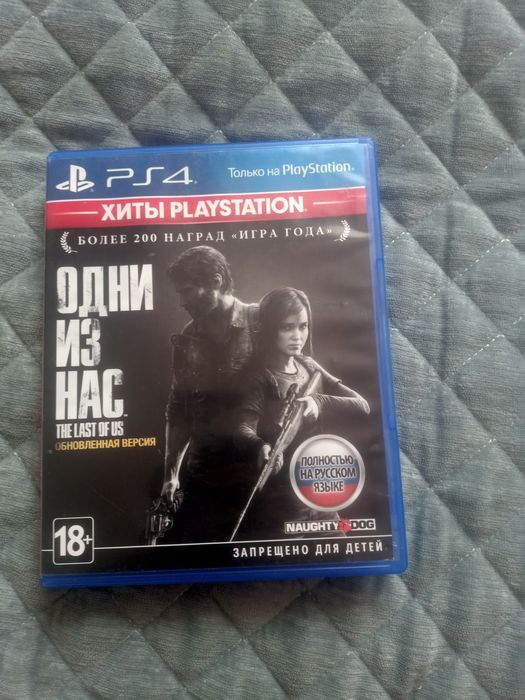 PS4 Только на PlayStation
ХИТЫ PLAYSTATION
БОЛЕЕ 200 НАГРАД «ИГРА ГОДА»
ОДНИ
ИЗ
НАС
THE LAST OF US
ОБНОВЛЕННАЯ ВЕРСИЯ
ПОЛНОСТЬЮ
НА РУССКОМ
ЯЗЫКЕ
NAUGHTY DOG
18+
ЗАПРЕЩЕНО ДЛЯ ДЕТЕЙ